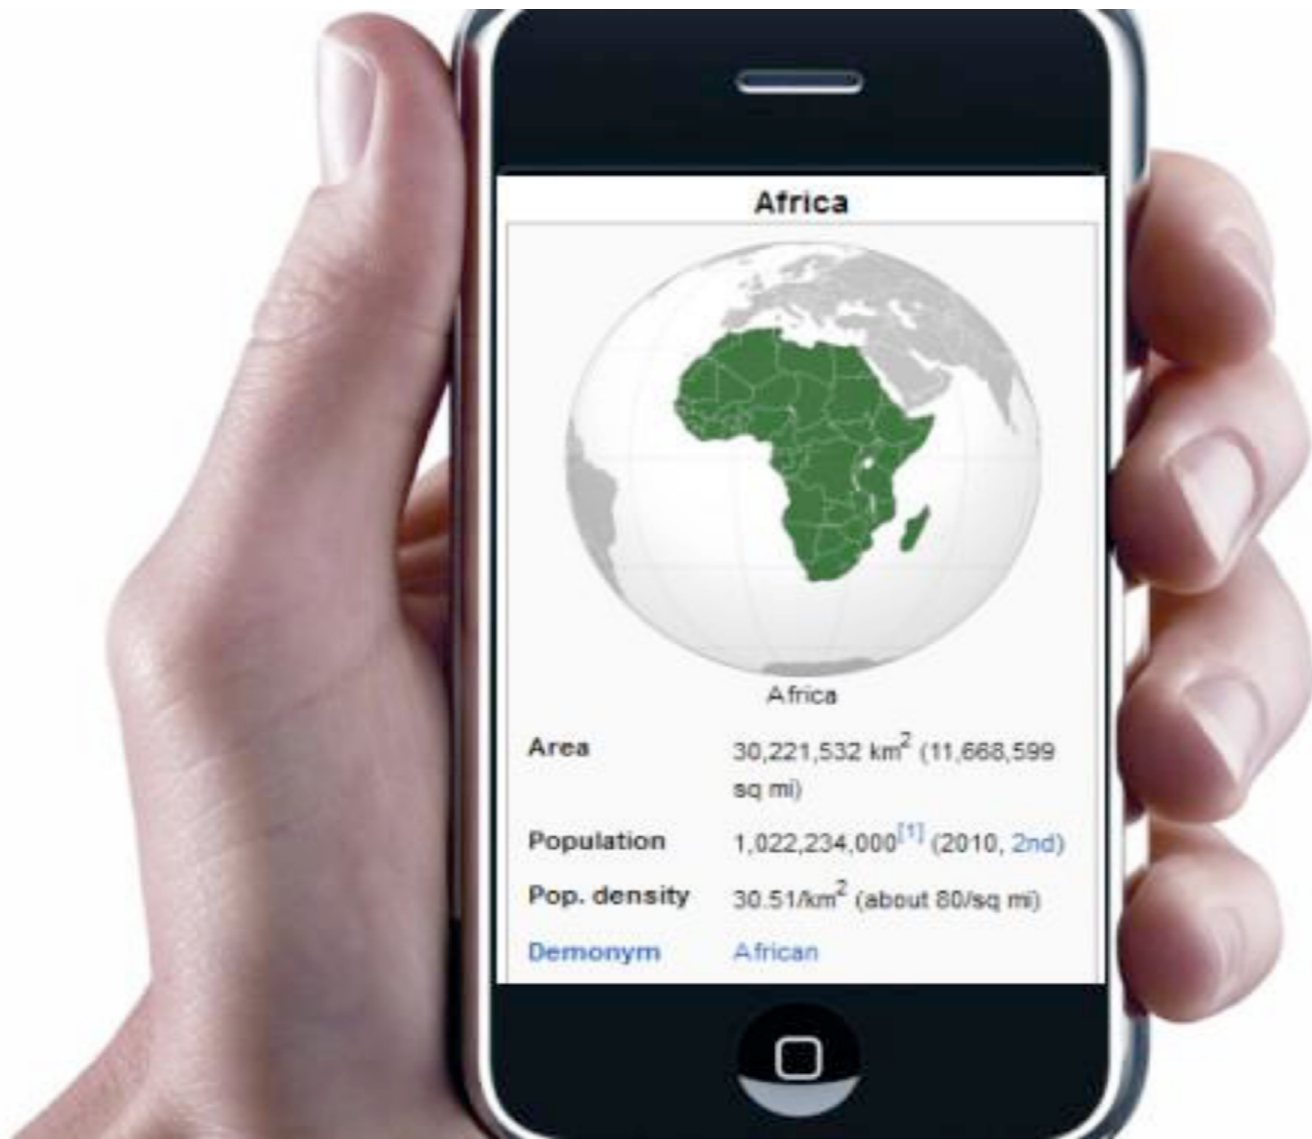 Africa
Africa
Area 30,221,532 km2 (11,668,599
sq mi)
Population 1,022,234,000[1] (2010, 2nd)
Pop. density 30.51/km2 (about 80/sq mi)
Demonym African